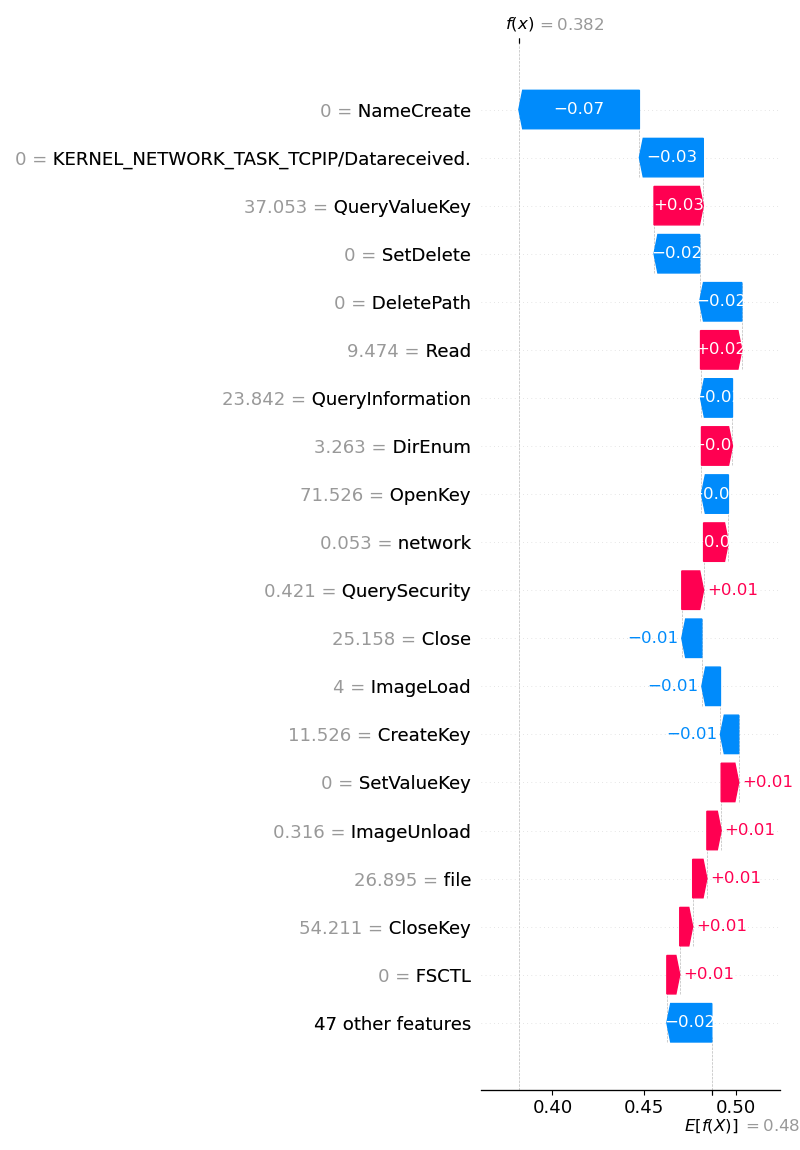 f(x) = 0.382
0 = NameCreate −0.07
0 = KERNEL_NETWORK_TASK_TCPIP/Datareceived. −0.03
37.053 = QueryValueKey +0.03
0 = SetDelete −0.02
0 = DeletePath −0.02
9.474 = Read +0.02
23.842 = QueryInformation
3.263 = DirEnum
71.526 = OpenKey
0.053 = network
0.421 = QuerySecurity +0.01
25.158 = Close −0.01
4 = ImageLoad −0.01
11.526 = CreateKey −0.01
0 = SetValueKey +0.01
0.316 = ImageUnload +0.01
26.895 = file +0.01
54.211 = CloseKey +0.01
0 = FSCTL +0.01
47 other features −0.02
0.40 0.45 0.50
E[f(X)] = 0.48